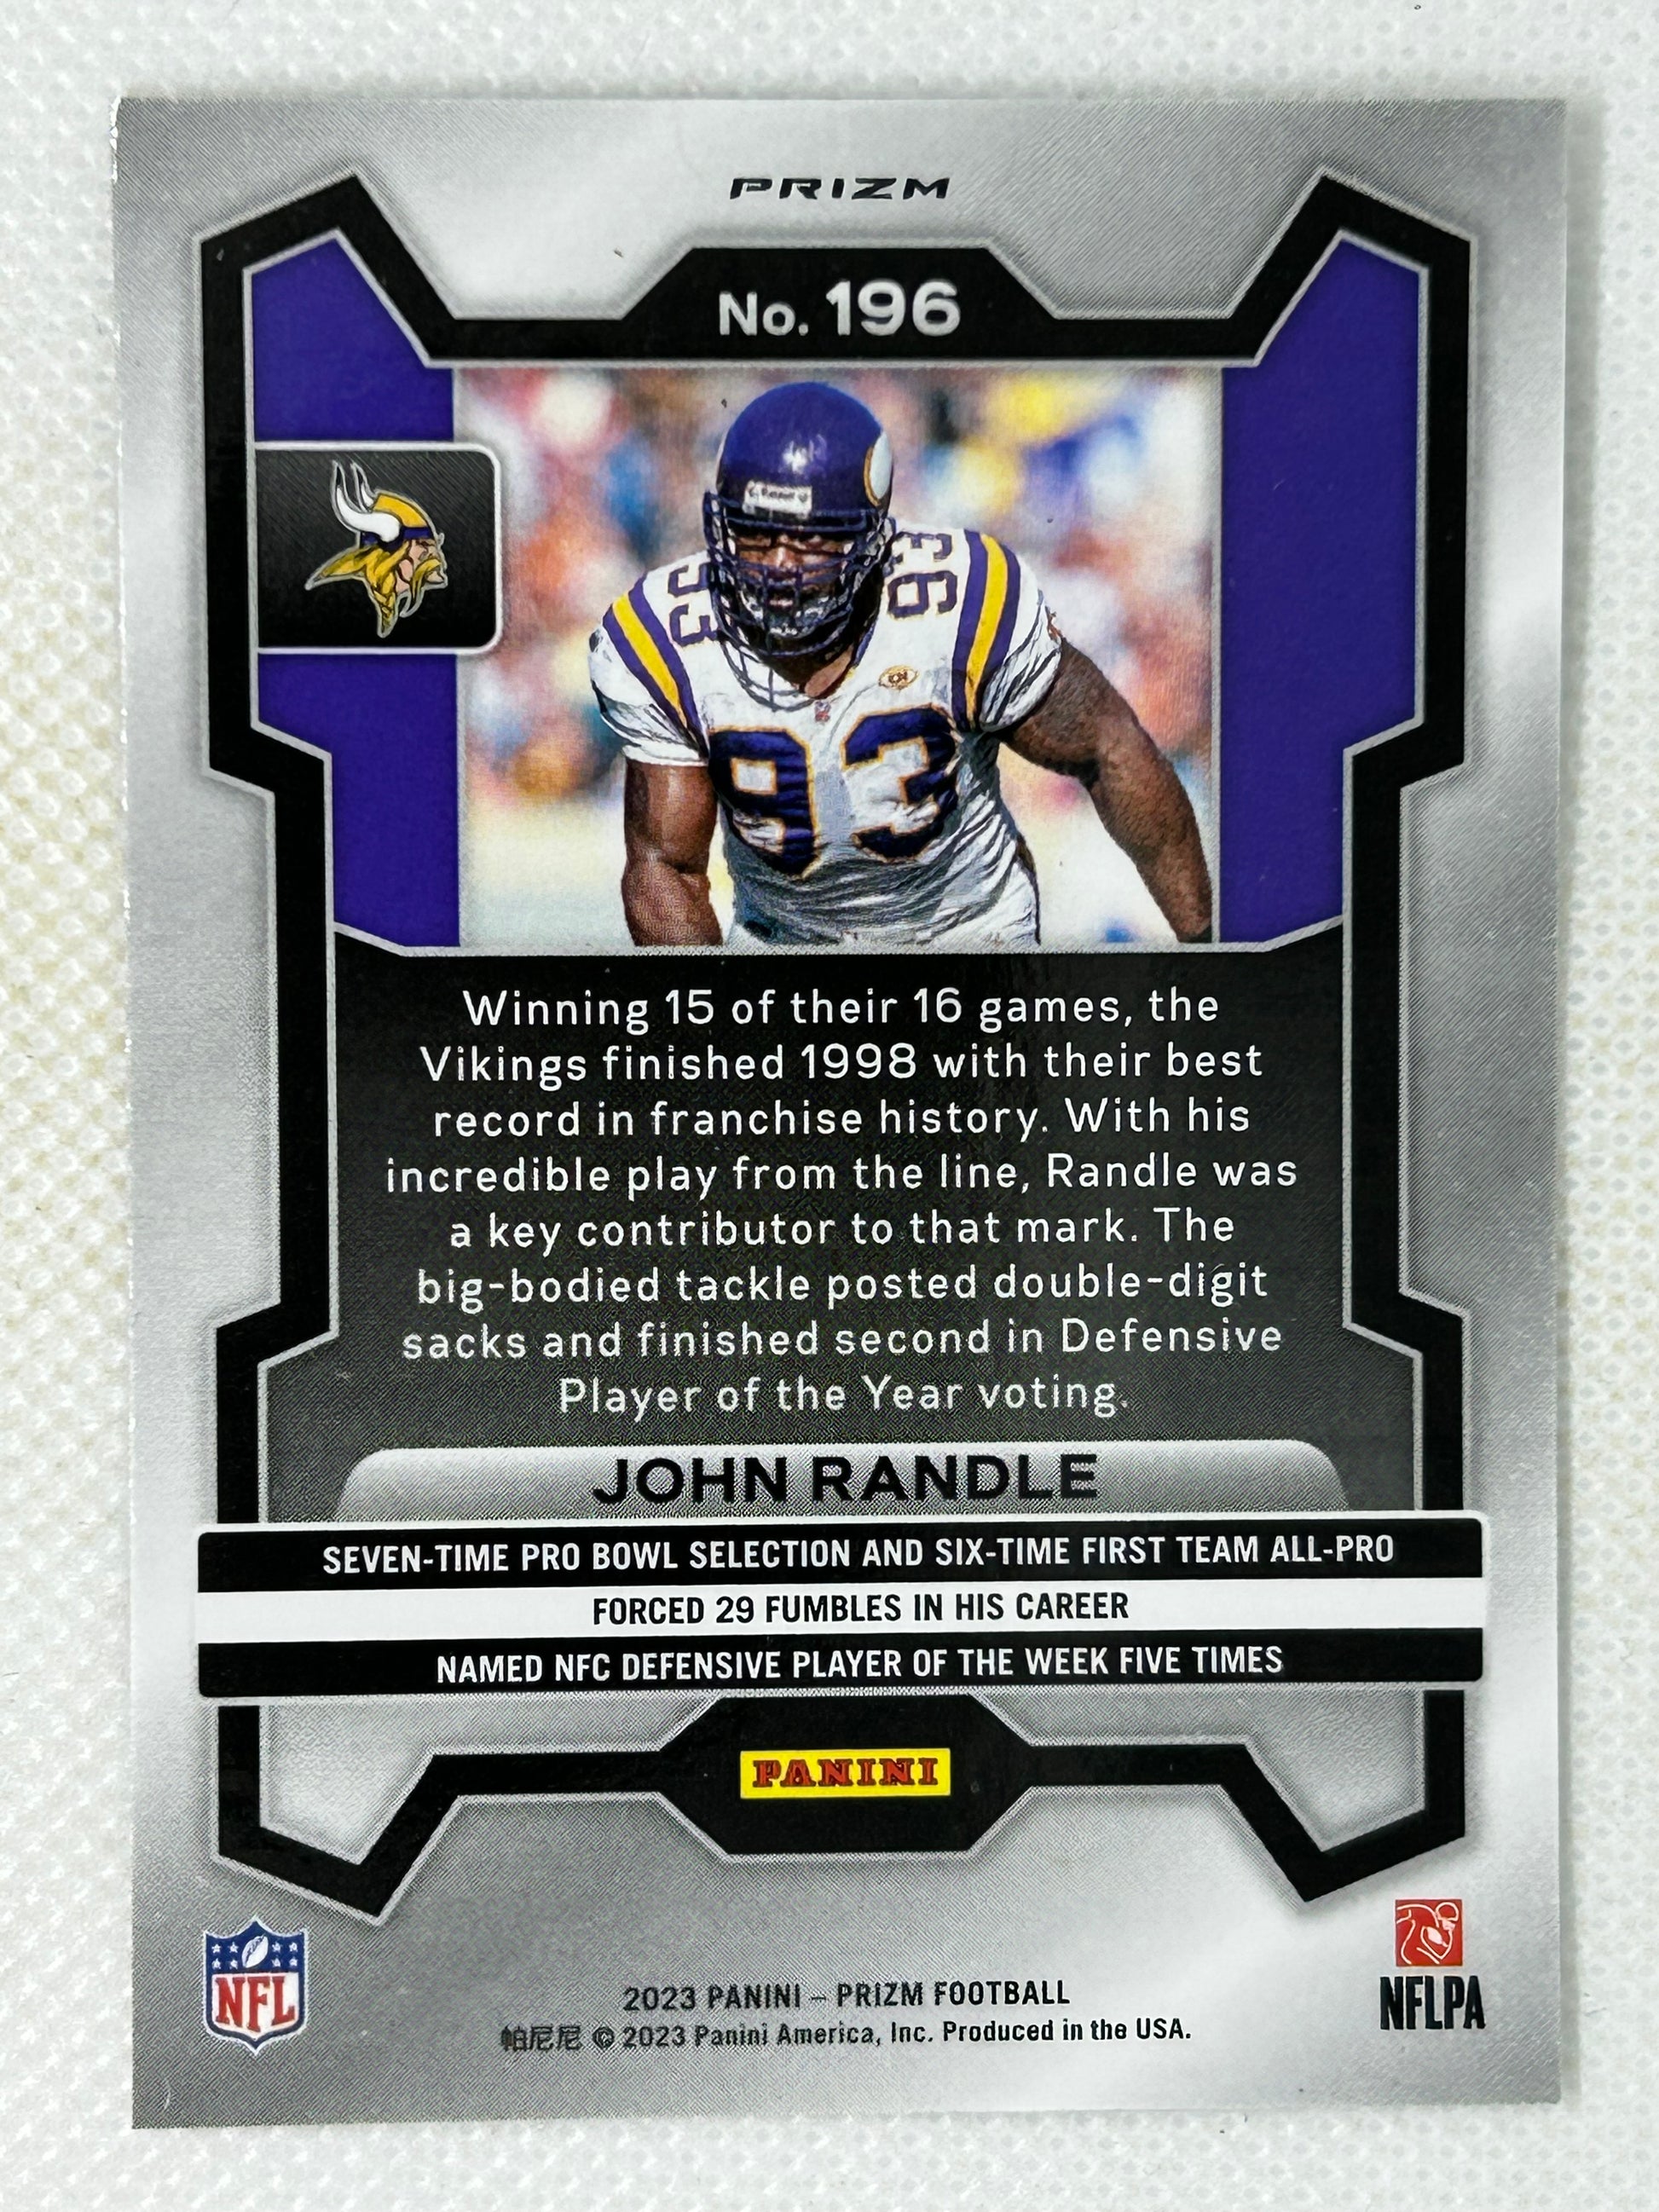 PRIZM
No. 196
93
93
93
Winning 15 of their 16 games, the
Vikings finished 1998 with their best
record in franchise history. With his
incredible play from the line, Randle was
a key contributor to that mark. The
big-bodied tackle posted double-digit
sacks and finished second in Defensive
Player of the Year voting.
JOHN RANDLE
SEVEN-TIME PRO BOWL SELECTION AND SIX-TIME FIRST TEAM ALL-PRO
FORCED 29 FUMBLES IN HIS CAREER
NAMED NFC DEFENSIVE PLAYER OF THE WEEK FIVE TIMES
PANINI
NFL
NFLPA
2023 PANINI – PRIZM FOOTBALL
帕尼尼 © 2023 Panini America, Inc. Produced in the USA.